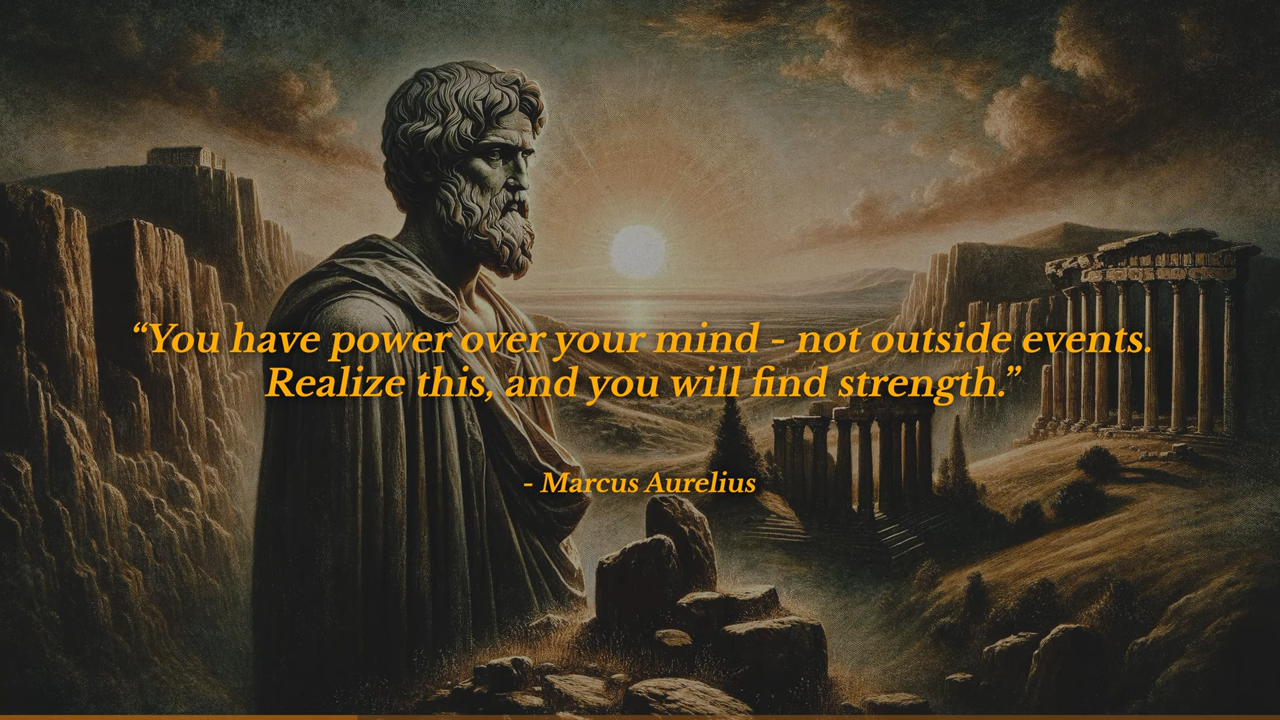 “You have power over your mind - not outside events.
Realize this, and you will find strength.”
- Marcus Aurelius